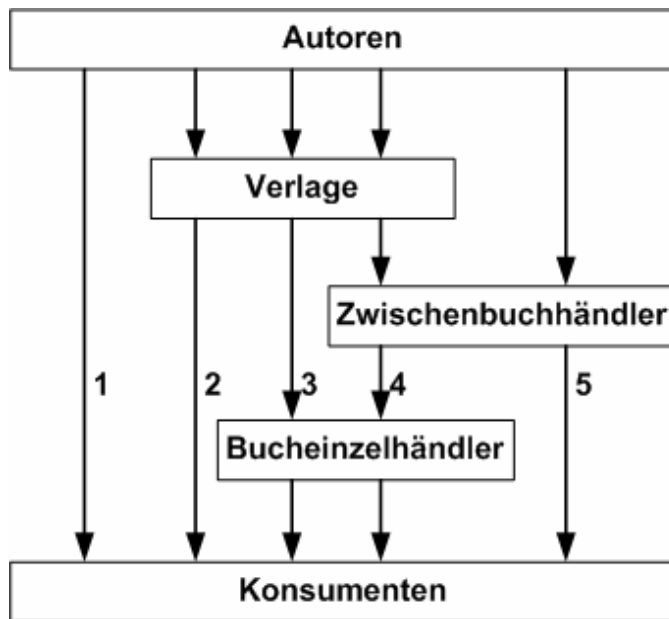 Autoren
Verlage
Zwischenbuchhändler
1 2 3 4 5
Bucheinzelhändler
Konsumenten